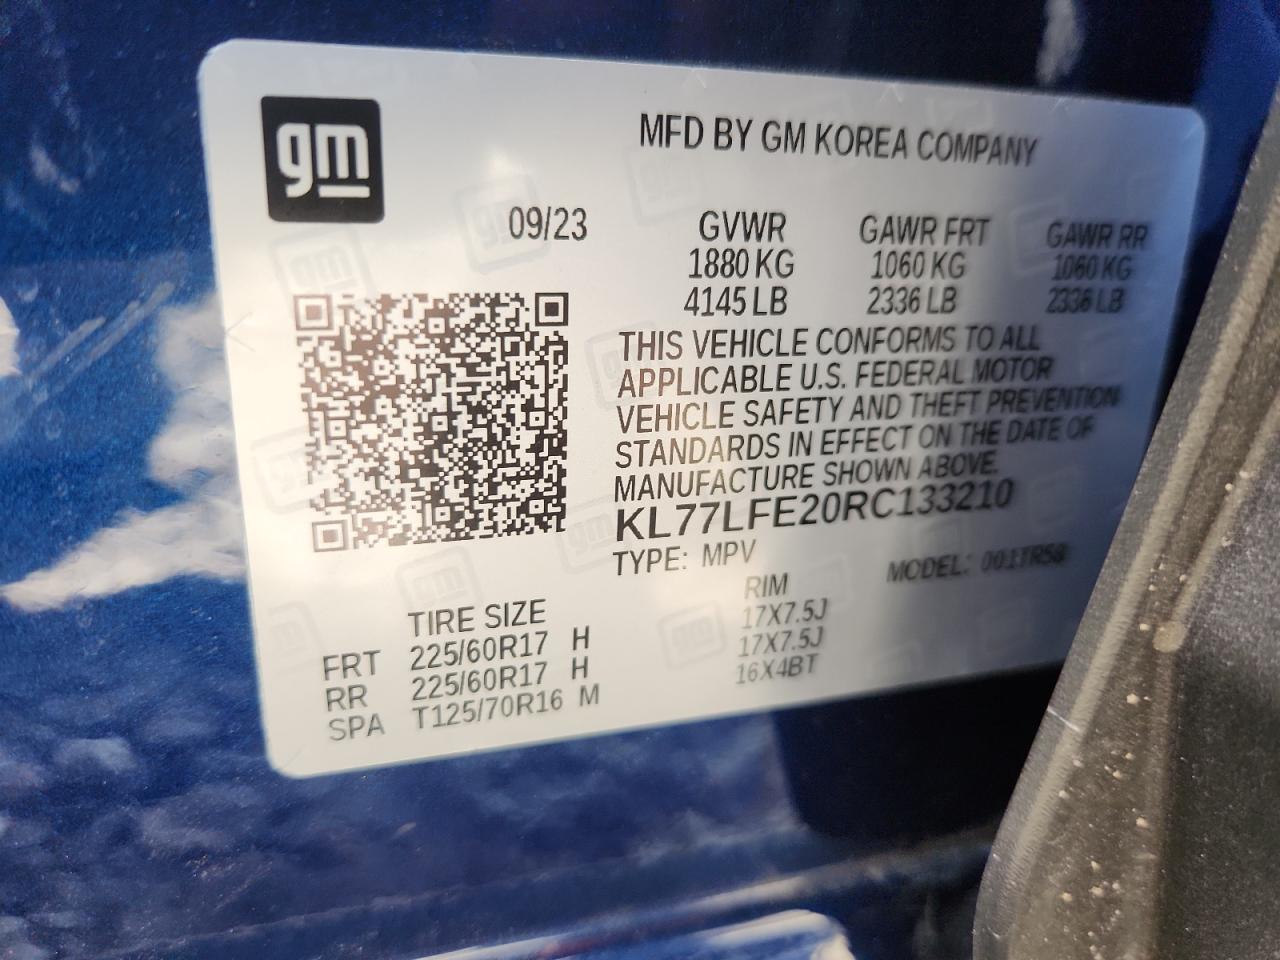 gm
MFD BY GM KOREA COMPANY
09/23 GVWR GAWR FRT GAWR RR
1880 KG 1060 KG 1060 KG
4145 LB 2336 LB 2336 LB
THIS VEHICLE CONFORMS TO ALL
APPLICABLE U.S. FEDERAL MOTOR
VEHICLE SAFETY AND THEFT PREVENTION
STANDARDS IN EFFECT ON THE DATE OF
MANUFACTURE SHOWN ABOVE.
KL77LFE20RC133210
TYPE: MPV MODEL: 001TR58
TIRE SIZE RIM
FRT 225/60R17 H 17X7.5J
RR 225/60R17 H 17X7.5J
SPA T125/70R16 M 16X4BT